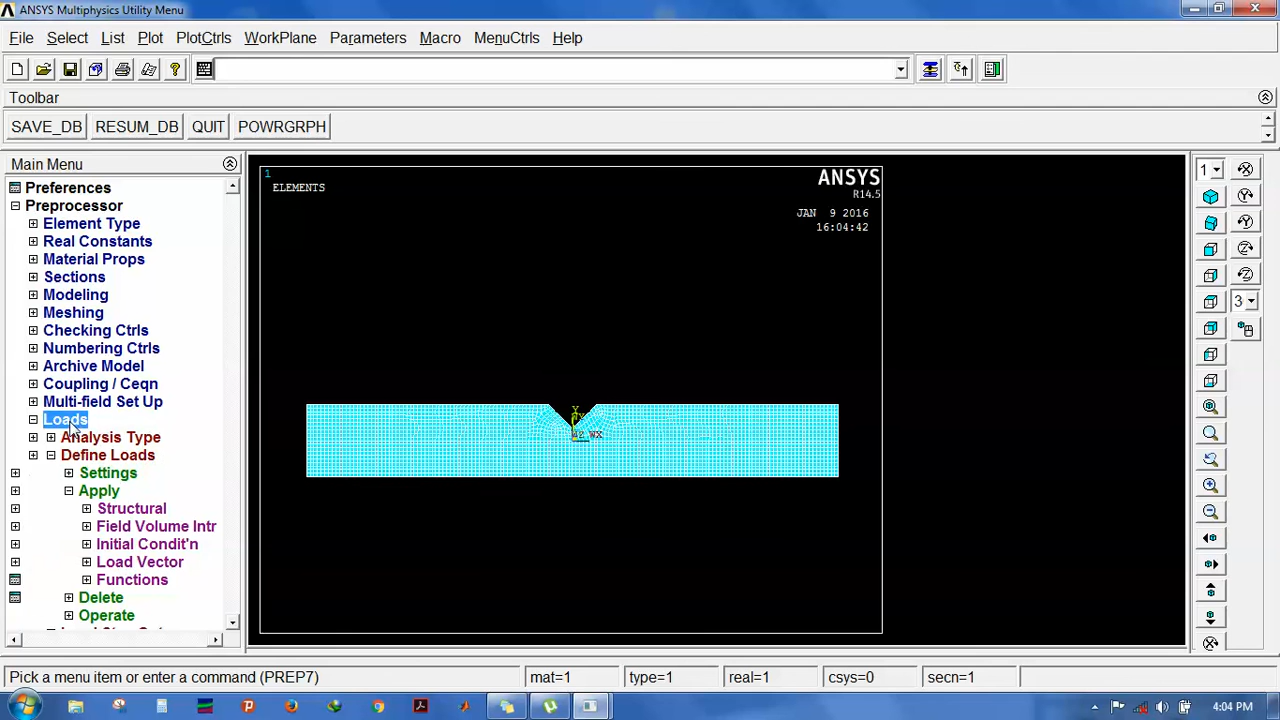 ANSYS Multiphysics Utility Menu
File Select List Plot PlotCtrls WorkPlane Parameters Macro MenuCtrls Help
Toolbar
SAVE_DB RESUM_DB QUIT POWRGRPH
Main Menu
Preferences
Preprocessor
Element Type
Real Constants
Material Props
Sections
Modeling
Meshing
Checking Ctrls
Numbering Ctrls
Archive Model
Coupling / Ceqn
Multi-field Set Up
Loads
Analysis Type
Define Loads
Settings
Apply
Structural
Field Volume Intr
Initial Condit'n
Load Vector
Functions
Delete
Operate
1
ELEMENTS
ANSYS
R14.5
JAN 9 2016
16:04:42
Y
WX
1
3
Pick a menu item or enter a command (PREP7) mat=1 type=1 real=1 csys=0 secn=1
4:04 PM